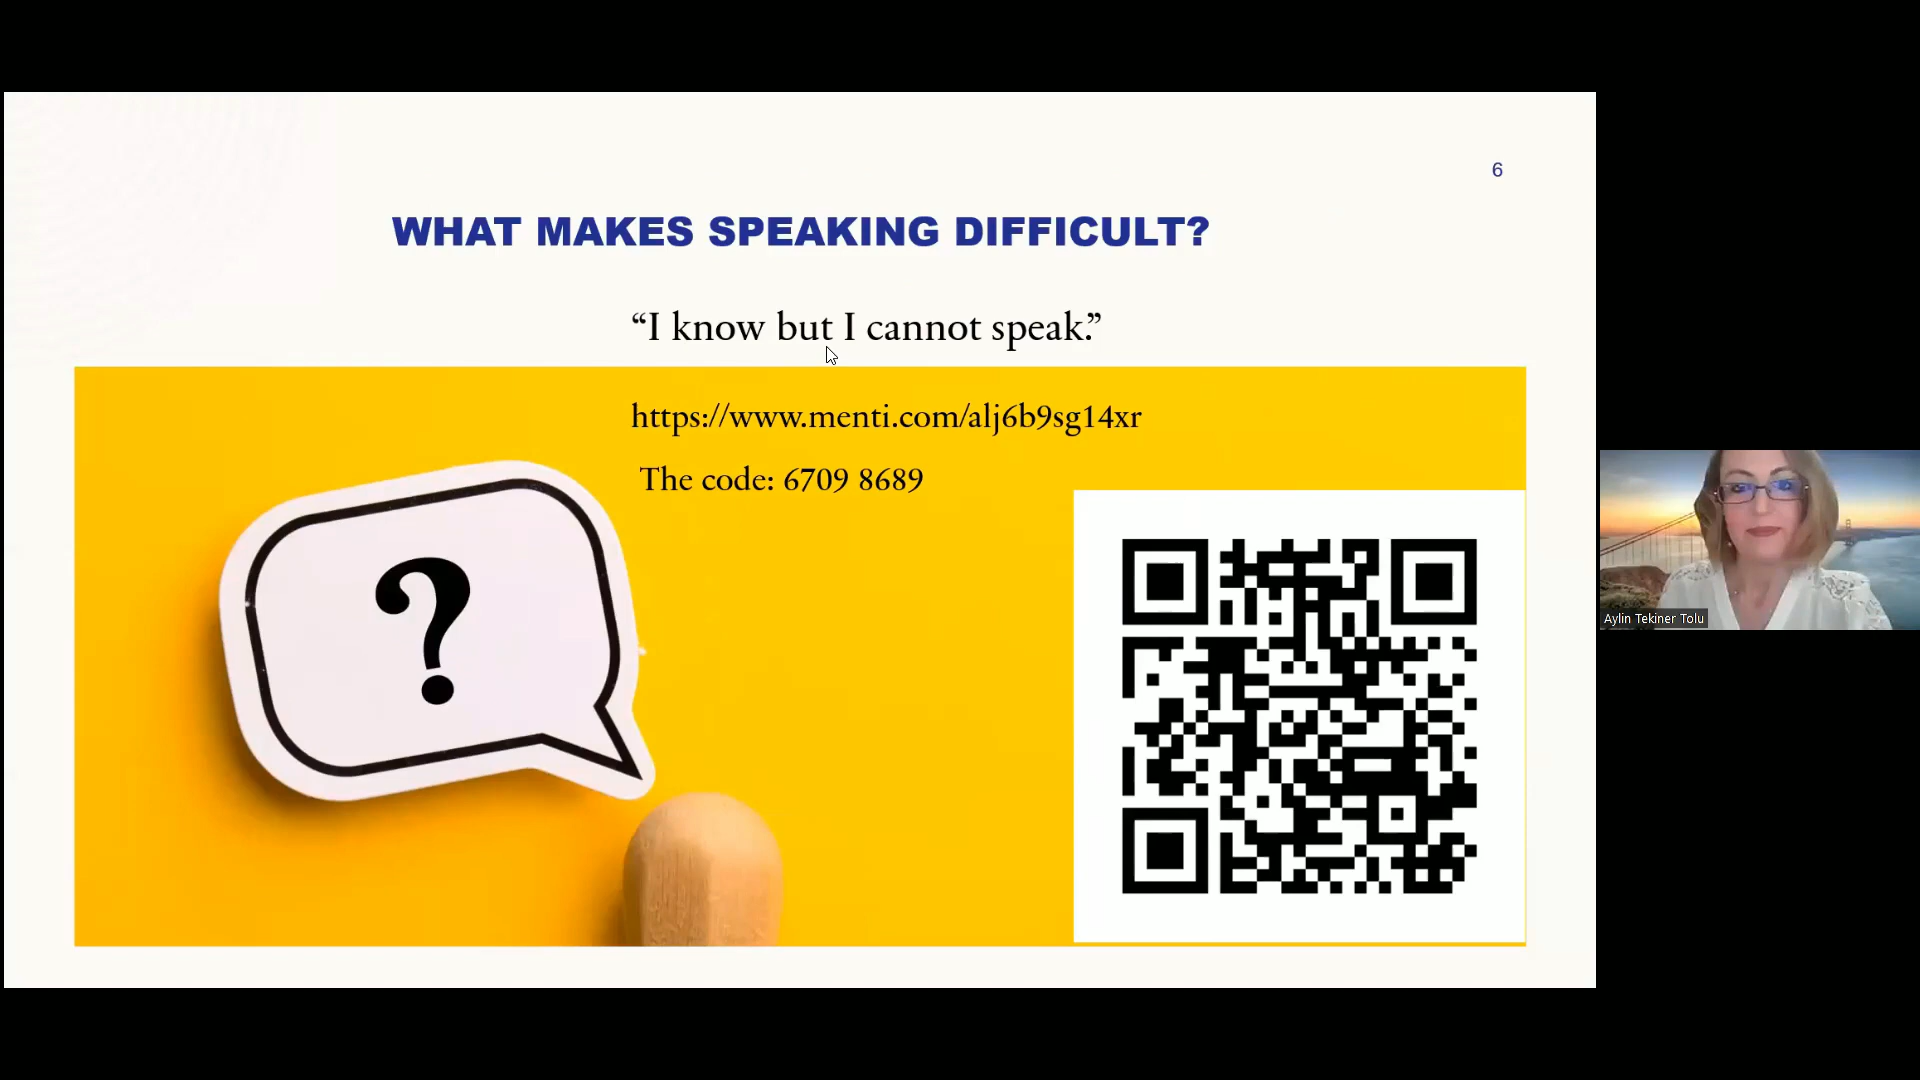 6
WHAT MAKES SPEAKING DIFFICULT?
“I know but I cannot speak.”
https://www.menti.com/alj6b9sg14xr
The code: 6709 8689
?
Aylin Tekiner Tolu